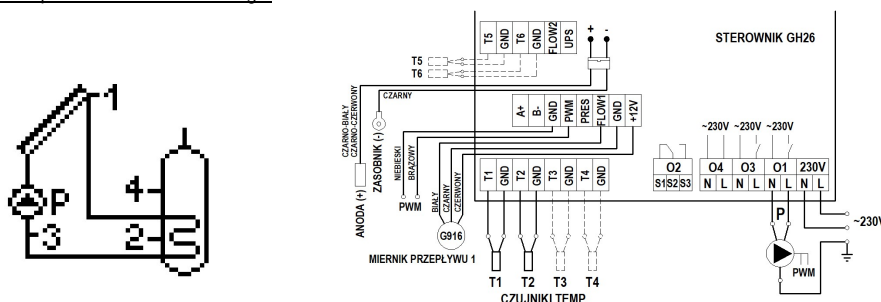 1
4
P
3
2
STEROWNIK GH26
T5 GND T6 GND FLOW2 UPS
+ -
T5
T6
CZARNO-BIAŁY
CZARNO-CZERWONY
CZARNY
ZASOBNIK (-)
ANODA (+)
A+ B- GND PWM PRES FLOW1 GND +12V
NIEBIESKI
BRĄZOWY
PWM
BIAŁY
CZARNY
CZERWONY
G916
MIERNIK PRZEPŁYWU 1
T1 GND T2 GND T3 GND T4 GND
T1 T2 T3 T4
CZUJNIKI TEMP
~230V ~230V ~230V
O2 O4 O3 O1 230V
S1 S2 S3 N L N L N L N L
P
~230V
PWM